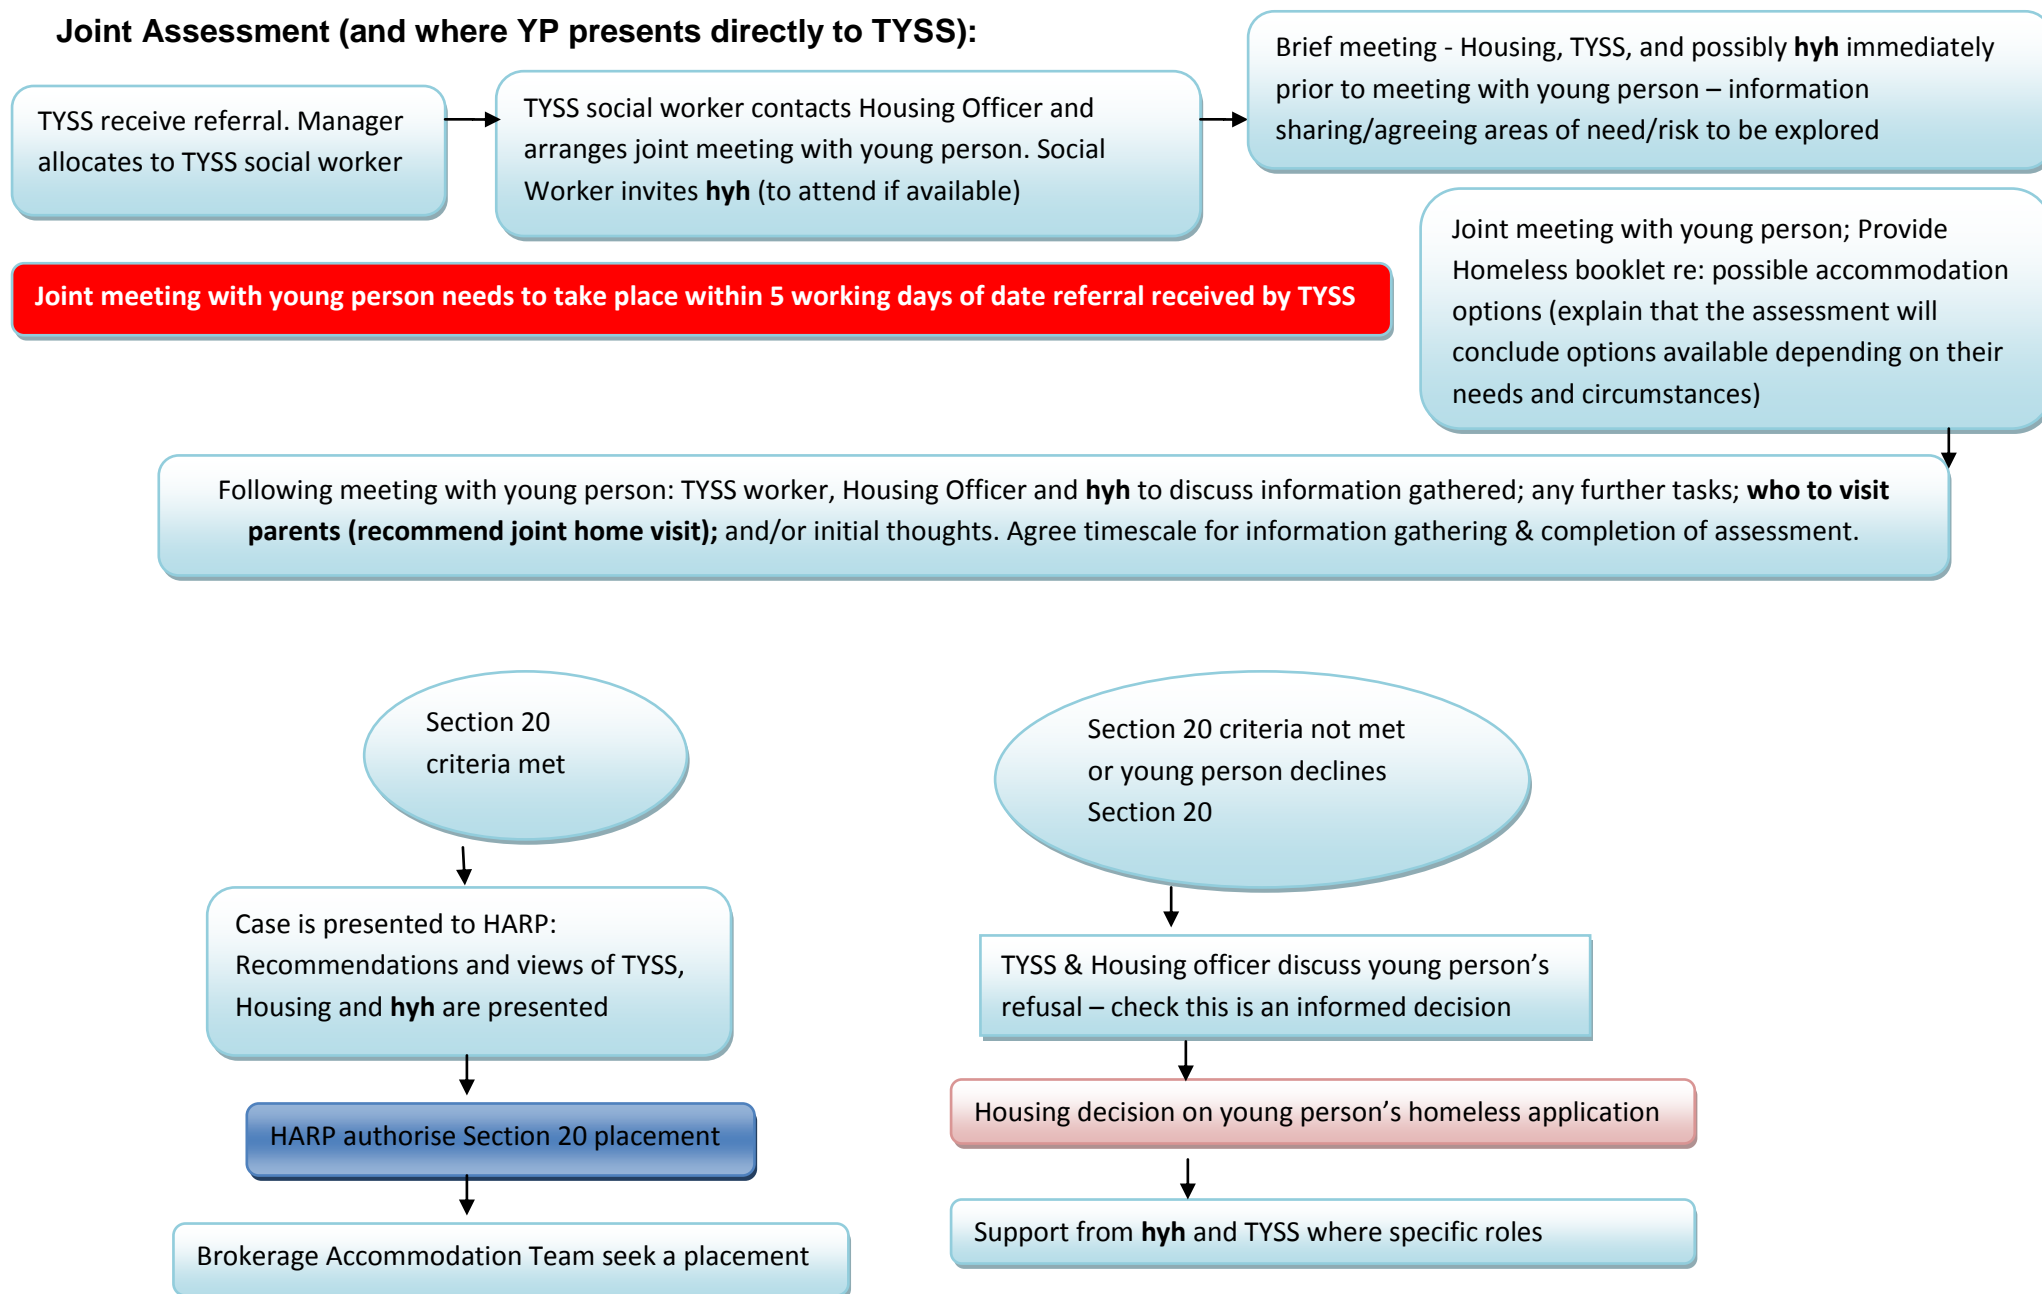 Joint Assessment (and where YP presents directly to TYSS):
TYSS receive referral. Manager
allocates to TYSS social worker
TYSS social worker contacts Housing Officer and
arranges joint meeting with young person. Social
Worker invites hyh (to attend if available)
Brief meeting - Housing, TYSS, and possibly hyh immediately
prior to meeting with young person – information
sharing/agreeing areas of need/risk to be explored
Joint meeting with young person; Provide
Homeless booklet re: possible accommodation
options (explain that the assessment will
conclude options available depending on their
needs and circumstances)
Joint meeting with young person needs to take place within 5 working days of date referral received by TYSS
Following meeting with young person: TYSS worker, Housing Officer and hyh to discuss information gathered; any further tasks; who to visit
parents (recommend joint home visit); and/or initial thoughts. Agree timescale for information gathering & completion of assessment.
Section 20
criteria met
Case is presented to HARP:
Recommendations and views of TYSS,
Housing and hyh are presented
HARP authorise Section 20 placement
Brokerage Accommodation Team seek a placement
Section 20 criteria not met
or young person declines
Section 20
TYSS & Housing officer discuss young person's
refusal – check this is an informed decision
Housing decision on young person's homeless application
Support from hyh and TYSS where specific roles